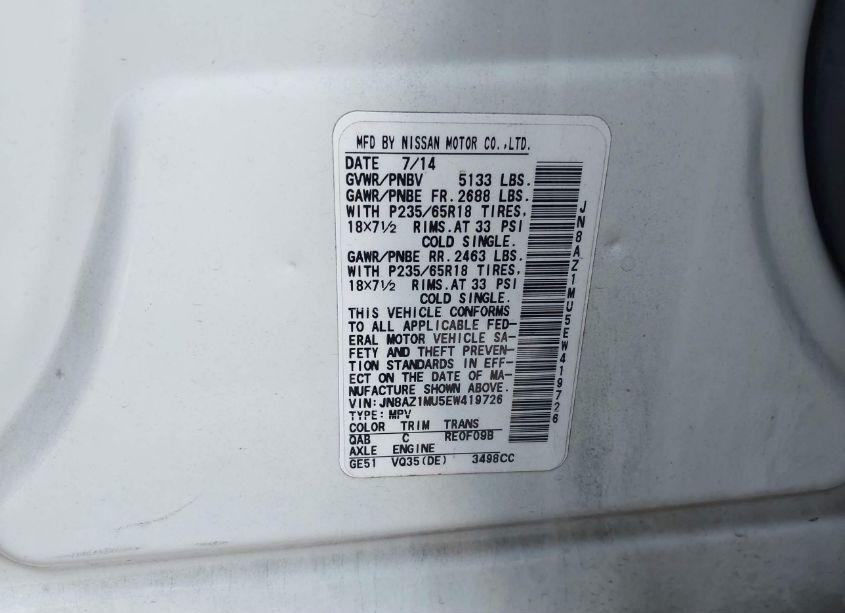 MFD BY NISSAN MOTOR CO.,LTD.
DATE 7/14
GVWR/PNBV 5133 LBS.
GAWR/PNBE FR. 2688 LBS.
WITH P235/65R18 TIRES,
18×7½ RIMS.AT 33 PSI
COLD SINGLE.
GAWR/PNBE RR. 2463 LBS.
WITH P235/65R18 TIRES,
18×7½ RIMS.AT 33 PSI
COLD SINGLE.
THIS VEHICLE CONFORMS
TO ALL APPLICABLE FED-
ERAL MOTOR VEHICLE SA-
FETY AND THEFT PREVEN-
TION STANDARDS IN EFF-
ECT ON THE DATE OF MA-
NUFACTURE SHOWN ABOVE.
VIN: JN8AZ1MU5EW419726
TYPE: MPV
COLOR TRIM TRANS
QAB C RE0F09B
AXLE ENGINE
GE51 VQ35(DE) 3498CC
JN8AZ1MU5EW419726